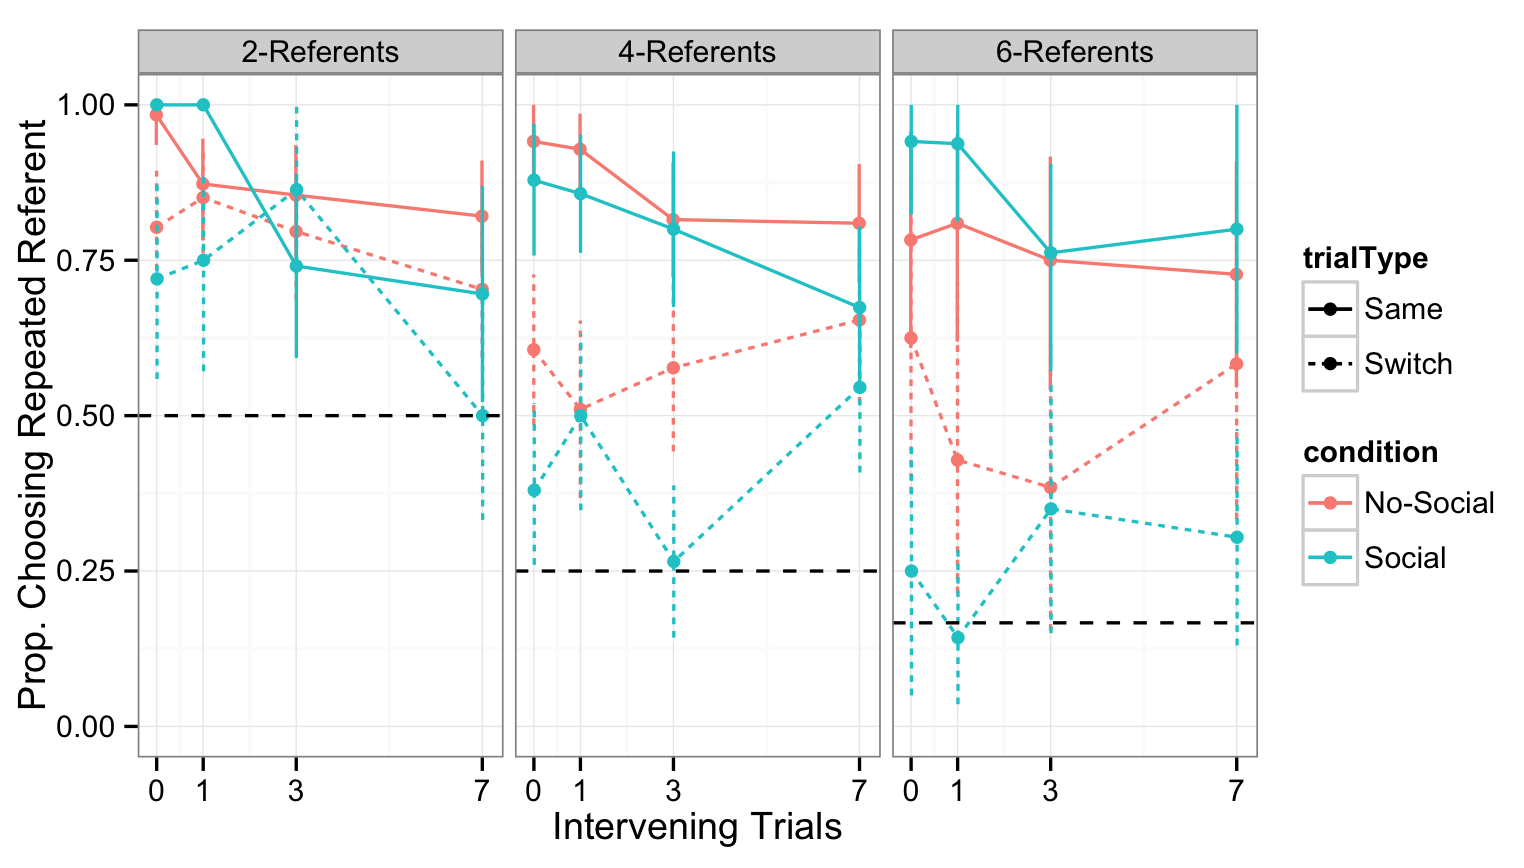 2-Referents
4-Referents
6-Referents
Prop. Choosing Repeated Referent
1.00
0.75
0.50
0.25
0.00
0 1 3 7
0 1 3 7
0 1 3 7
Intervening Trials
trialType
Same
Switch
condition
No-Social
Social